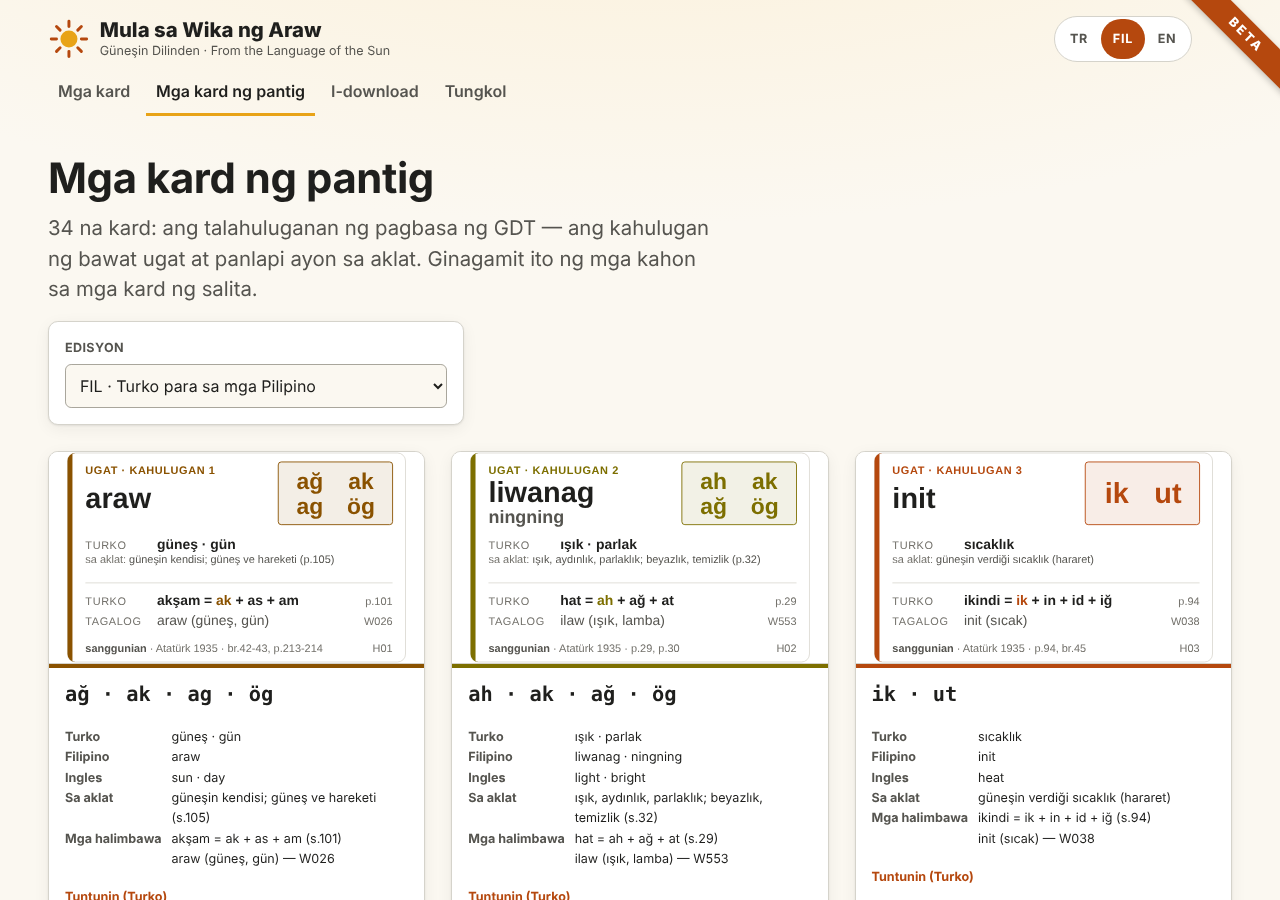 Mula sa Wika ng Araw
Güneşin Dilinden · From the Language of the Sun
TR FIL EN
BETA
Mga kard Mga kard ng pantig I-download Tungkol
Mga kard ng pantig
34 na kard: ang talahuluganan ng pagbasa ng GDT — ang kahulugan
ng bawat ugat at panlapi ayon sa aklat. Ginagamit ito ng mga kahon
sa mga kard ng salita.
EDISYON
FIL · Turko para sa mga Pilipino
UGAT · KAHULUGAN 1
araw
ağ ak
ag ög
TURKO güneş · gün
sa aklat: güneşin kendisi; güneş ve hareketi (p.105)
TURKO akşam = ak + as + am p.101
TAGALOG araw (güneş, gün) W026
sanggunian · Atatürk 1935 · br.42-43, p.213-214 H01
ağ · ak · ag · ög
Turko güneş · gün
Filipino araw
Ingles sun · day
Sa aklat güneşin kendisi; güneş ve hareketi
(s.105)
Mga halimbawa akşam = ak + as + am (s.101)
araw (güneş, gün) — W026
Tuntunin (Turko)
UGAT · KAHULUGAN 2
liwanag
ningning
ah ak
ağ ög
TURKO ışık · parlak
sa aklat: ışık, aydınlık, parlaklık; beyazlık, temizlik (p.32)
TURKO hat = ah + ağ + at p.29
TAGALOG ilaw (ışık, lamba) W553
sanggunian · Atatürk 1935 · p.29, p.30 H02
ah · ak · ağ · ög
Turko ışık · parlak
Filipino liwanag · ningning
Ingles light · bright
Sa aklat ışık, aydınlık, parlaklık; beyazlık,
temizlik (s.32)
Mga halimbawa hat = ah + ağ + at (s.29)
ilaw (ışık, lamba) — W553
Tuntunin (Turko)
UGAT · KAHULUGAN 3
init
ik ut
TURKO sıcaklık
sa aklat: güneşin verdiği sıcaklık (hararet)
TURKO ikindi = ik + in + id + iğ p.94
TAGALOG init (sıcak) W038
sanggunian · Atatürk 1935 · p.94, br.45 H03
ik · ut
Turko sıcaklık
Filipino init
Ingles heat
Sa aklat güneşin verdiği sıcaklık (hararet)
Mga halimbawa ikindi = ik + in + id + iğ (s.94)
init (sıcak) — W038
Tuntunin (Turko)